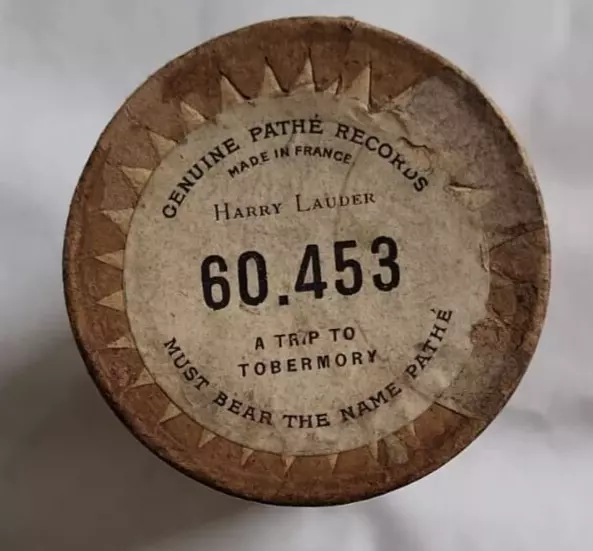 GENUINE PATHÉ RECORDS
MADE IN FRANCE
HARRY LAUDER
60.453
A TRIP TO
TOBERMORY
MUST BEAR THE NAME PATHÉ